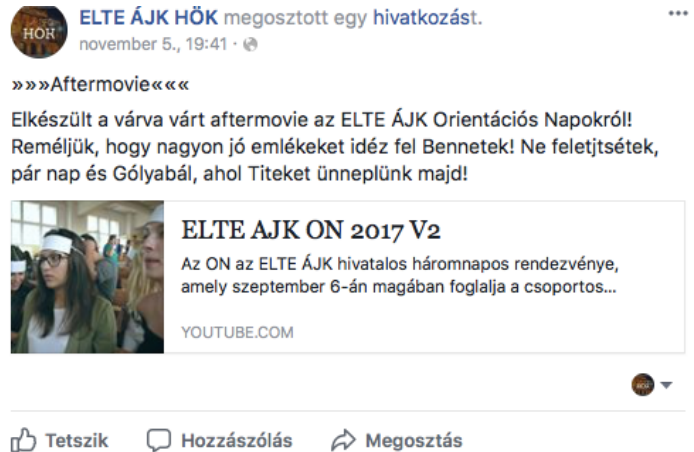 ELTE ÁJK HÖK megosztott egy hivatkozást.
november 5., 19:41 ·
»»»Aftermovie«««
Elkészült a várva várt aftermovie az ELTE ÁJK Orientációs Napokról!
Reméljük, hogy nagyon jó emlékeket idéz fel Bennetek! Ne feletjtsétek,
pár nap és Gólyabál, ahol Titeket ünneplünk majd!
ELTE AJK ON 2017 V2
Az ON az ELTE ÁJK hivatalos háromnapos rendezvénye,
amely szeptember 6-án magában foglalja a csoportos...
YOUTUBE.COM
Tetszik Hozzászólás Megosztás